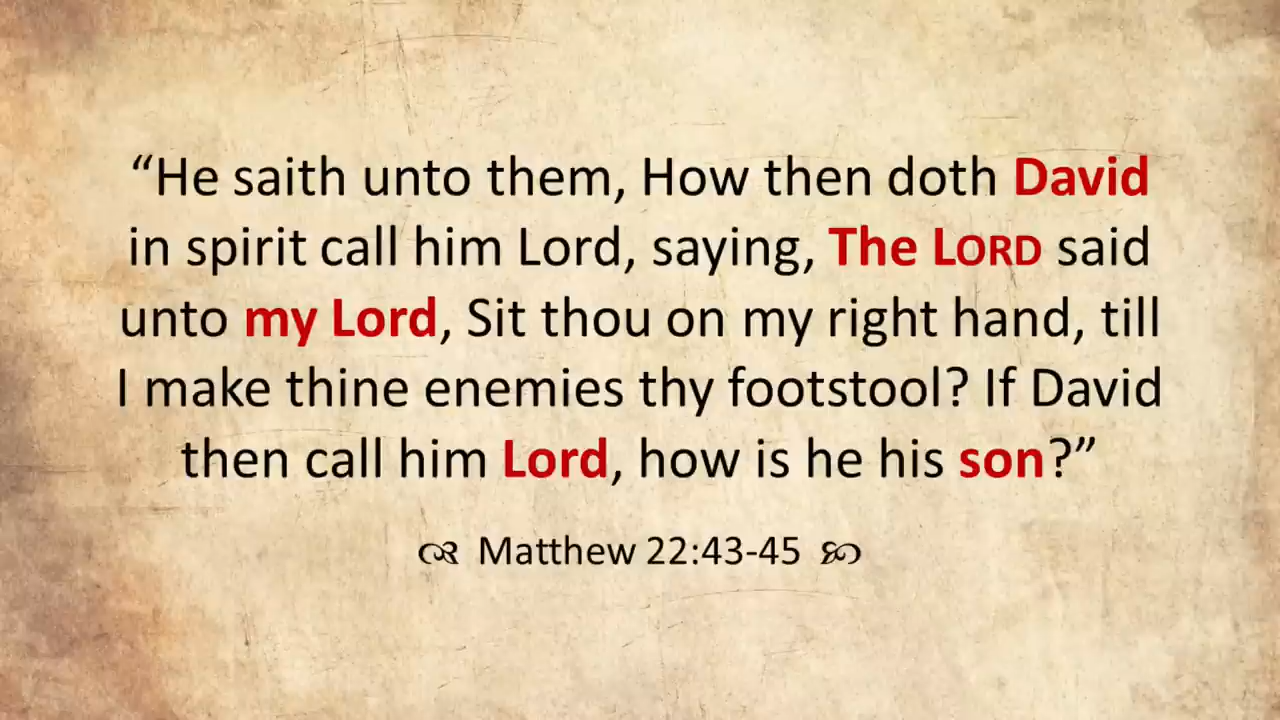 “He saith unto them, How then doth David
in spirit call him Lord, saying, The LORD said
unto my Lord, Sit thou on my right hand, till
I make thine enemies thy footstool? If David
then call him Lord, how is he his son?”
Matthew 22:43-45